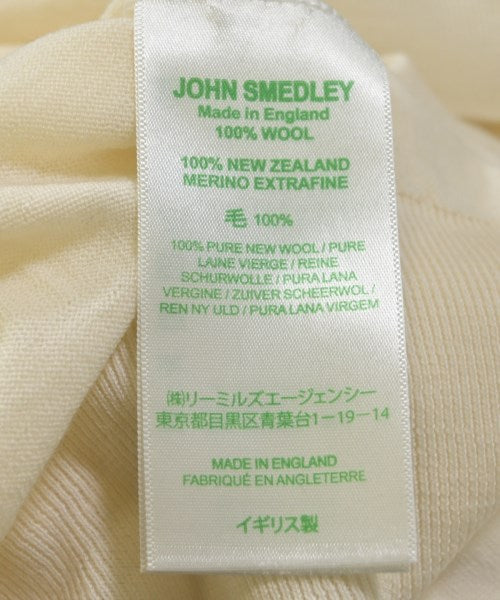 JOHN SMEDLEY
Made in England
100% WOOL
100% NEW ZEALAND
MERINO EXTRAFINE
毛 100%
100% PURE NEW WOOL / PURE
LAINE VIERGE / REINE
SCHURWOLLE / PURA LANA
VERGINE / ZUIVER SCHEERWOL /
REN NY ULD / PURA LANA VIRGEM
㈱リーミルズエージェンシー
東京都目黒区青葉台1-19-14
MADE IN ENGLAND
FABRIQUÉ EN ANGLETERRE
イギリス製